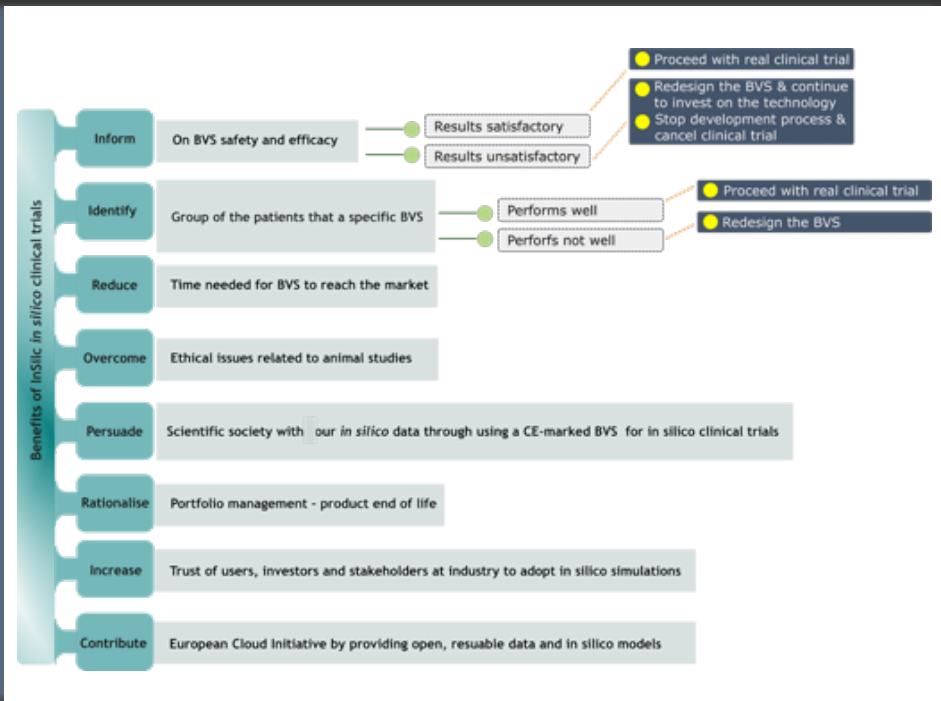 Benefits of InSilc in silico clinical trials
Inform
On BVS safety and efficacy
Results satisfactory
Results unsatisfactory
Proceed with real clinical trial
Redesign the BVS & continue
to invest on the technology
Stop development process &
cancel clinical trial
Identify
Group of the patients that a specific BVS
Performs well
Perforfs not well
Proceed with real clinical trial
Redesign the BVS
Reduce
Time needed for BVS to reach the market
Overcome
Ethical issues related to animal studies
Persuade
Scientific society with our in silico data through using a CE-marked BVS for in silico clinical trials
Rationalise
Portfolio management - product end of life
Increase
Trust of users, investors and stakeholders at industry to adopt in silico simulations
Contribute
European Cloud Initiative by providing open, resuable data and in silico models